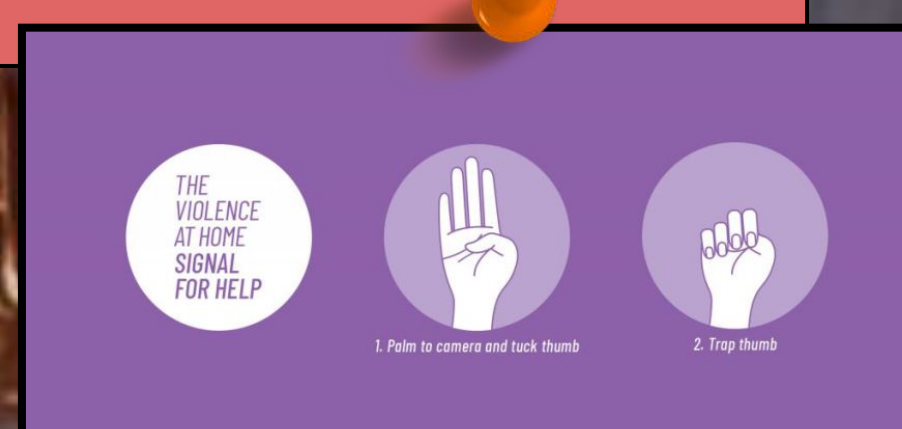 THE
VIOLENCE
AT HOME
SIGNAL
FOR HELP
1. Palm to camera and tuck thumb
2. Trap thumb